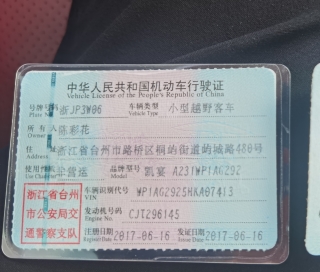 中华人民共和国机动车行驶证
Vehicle License of the People's Republic of China
号牌号码 浙JP3W06 车辆类型 小型越野客车
Plate No. Vehicle Type
所有人 陈彩花
Owner
住址 浙江省台州市路桥区桐屿街道的城路480号
Address
使用性质 非营运 品牌型号 凯宴
Use Character Model
浙江省台州
市公安局交
通警察支队
车辆识别代号
VIN
发动机号码 CJT296145
Engine No.
注册日期 2017-06-16 发证日期 2017-06-16
Register Date Issue Date